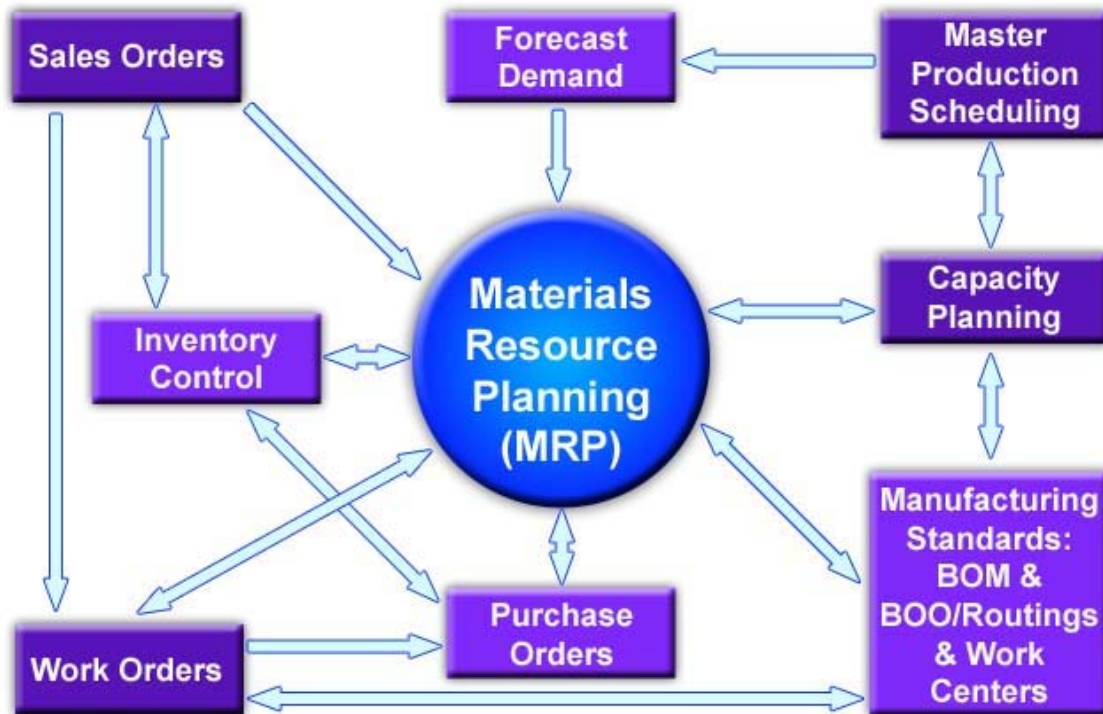 Sales Orders
Forecast
Demand
Master
Production
Scheduling
Inventory
Control
Materials
Resource
Planning
(MRP)
Capacity
Planning
Work Orders
Purchase
Orders
Manufacturing
Standards:
BOM &
BOO/Routings
& Work
Centers